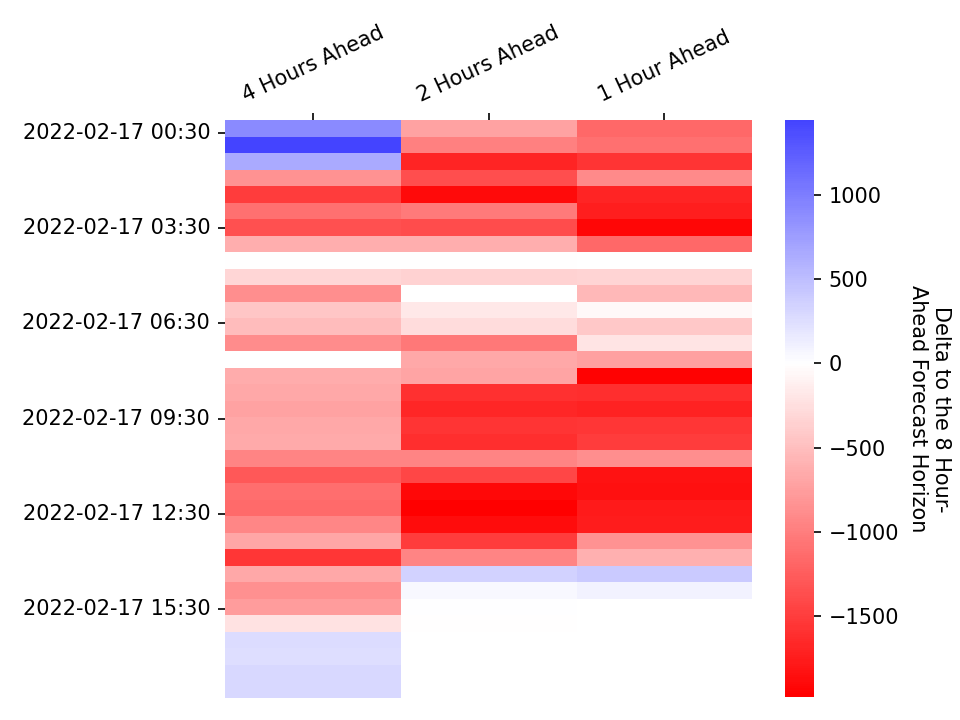 4 Hours Ahead
2 Hours Ahead
1 Hour Ahead
2022-02-17 00:30
2022-02-17 03:30
2022-02-17 06:30
2022-02-17 09:30
2022-02-17 12:30
2022-02-17 15:30
1000
500
0
−500
−1000
−1500
Delta to the 8 Hour-
Ahead Forecast Horizon